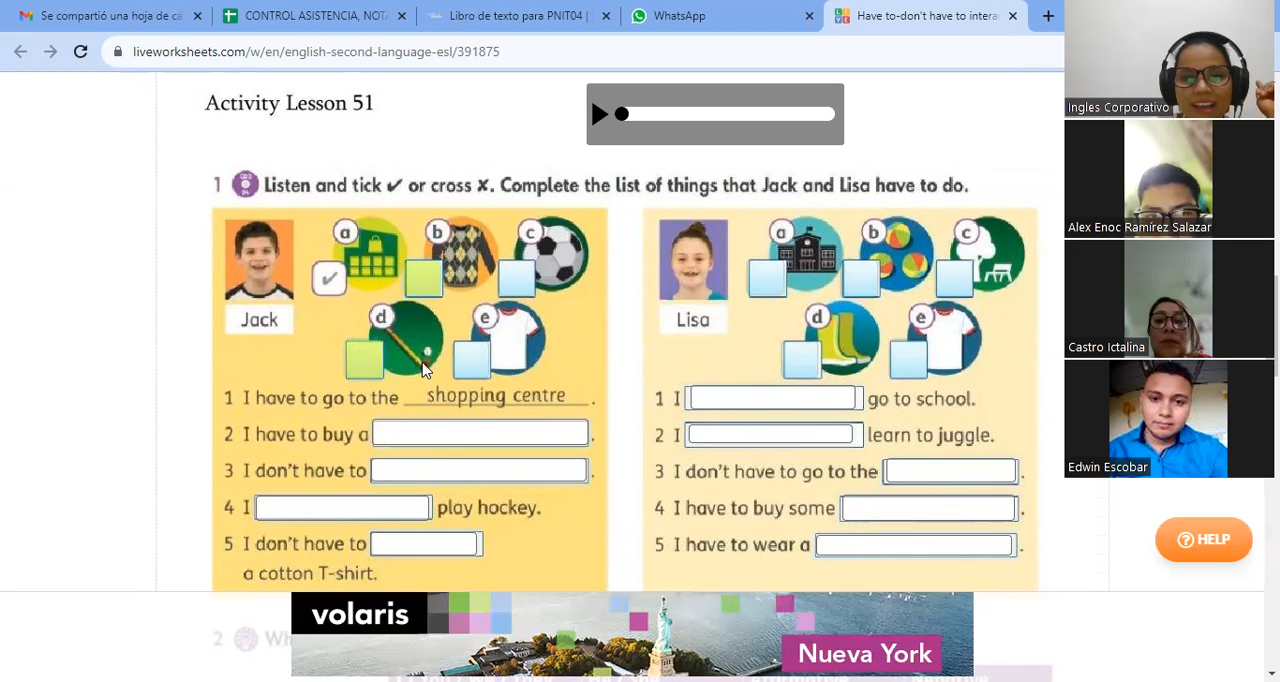 Se compartió una hoja de cá
CONTROL ASISTENCIA, NOTA
Libro de texto para PNIT04 |
WhatsApp
Have to-don't have to intera
liveworksheets.com/w/en/english-second-language-esl/391875
Activity Lesson 51
1 Listen and tick ✔ or cross ✘. Complete the list of things that Jack and Lisa have to do.
a b c
Jack
d e
1 I have to go to the shopping centre.
2 I have to buy a .
3 I don't have to .
4 I play hockey.
5 I don't have to
a cotton T-shirt.
a b c
Lisa
d e
1 I go to school.
2 I learn to juggle.
3 I don't have to go to the .
4 I have to buy some .
5 I have to wear a .
volaris
Nueva York
2 Wh
HELP
Ingles Corporativo
Alex Enoc Ramírez Salazar
Castro Ictalina
Edwin Escobar